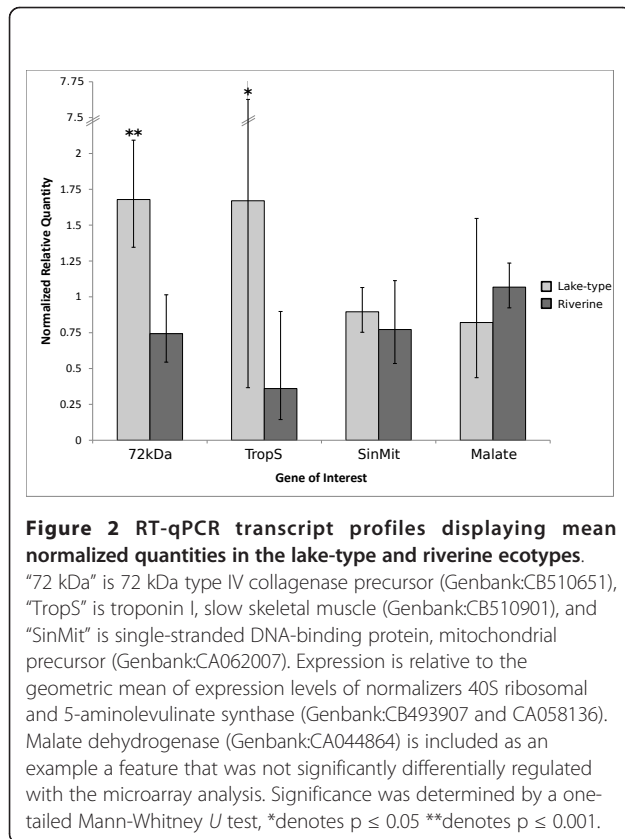 7.75
7.5
2
1.75
1.5
1.25
1
0.75
0.5
0.25
0
Normalized Relative Quantity
**
*
Lake-type
Riverine
72kDa TropS SinMit Malate
Gene of Interest
Figure 2 RT-qPCR transcript profiles displaying mean
normalized quantities in the lake-type and riverine ecotypes.
"72 kDa" is 72 kDa type IV collagenase precursor (Genbank:CB510651),
"TropS" is troponin I, slow skeletal muscle (Genbank:CB510901), and
"SinMit" is single-stranded DNA-binding protein, mitochondrial
precursor (Genbank:CA062007). Expression is relative to the
geometric mean of expression levels of normalizers 40S ribosomal
and 5-aminolevulinate synthase (Genbank:CB493907 and CA058136).
Malate dehydrogenase (Genbank:CA044864) is included as an
example a feature that was not significantly differentially regulated
with the microarray analysis. Significance was determined by a one-
tailed Mann-Whitney U test, *denotes p ≤ 0.05 **denotes p ≤ 0.001.